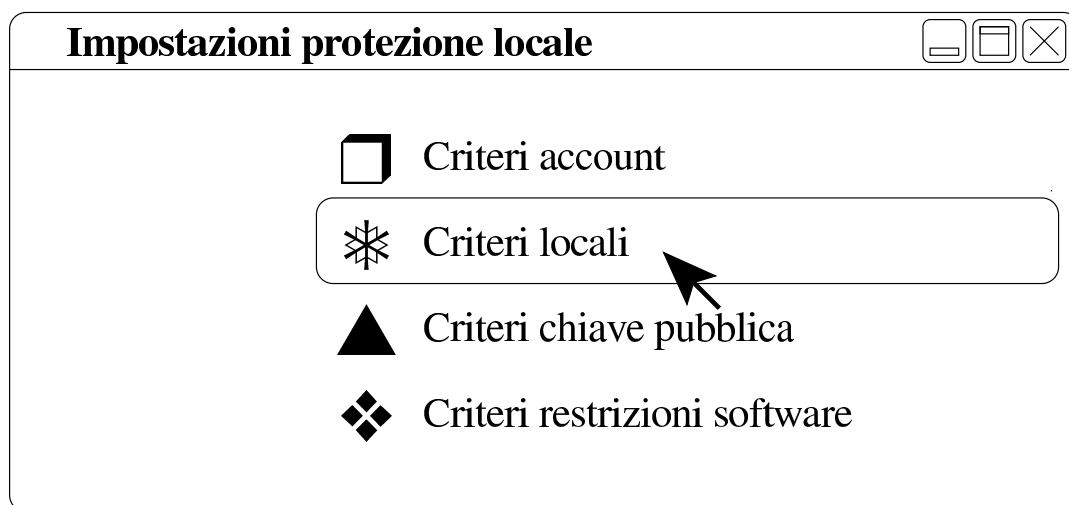 Impostazioni protezione locale
Criteri account
Criteri locali
Criteri chiave pubblica
Criteri restrizioni software